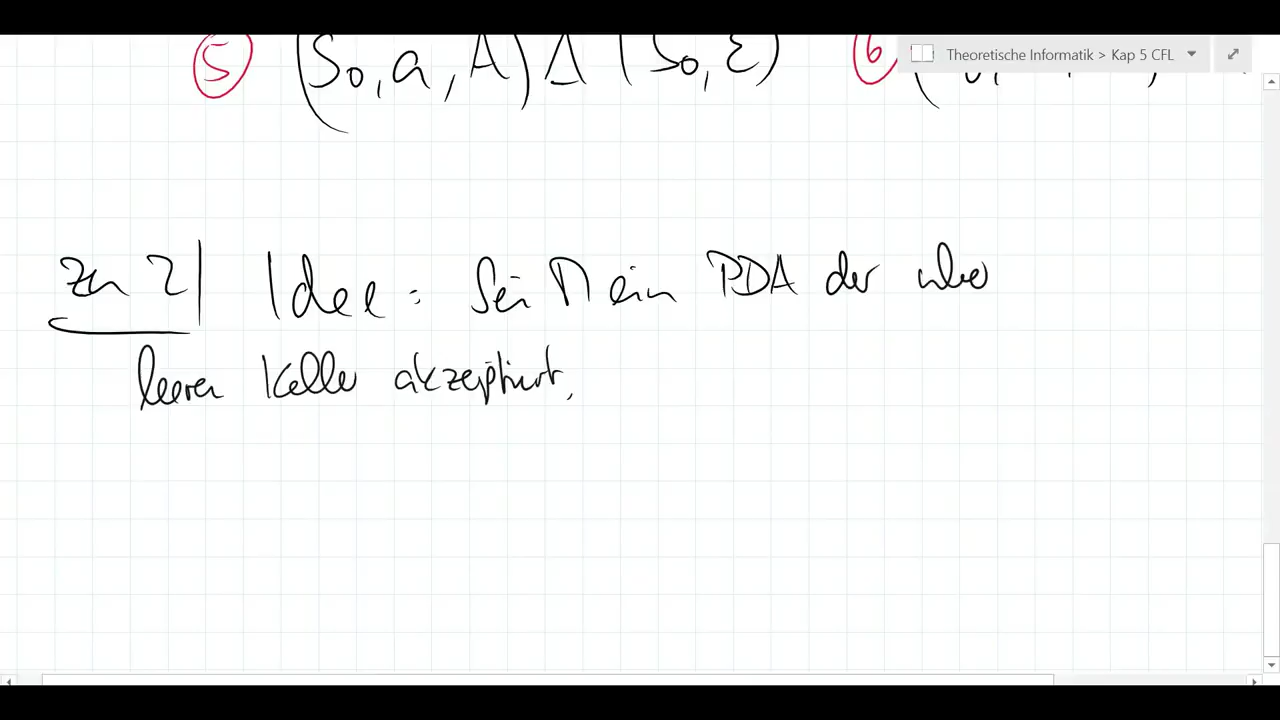 ⑤ (S₀, a, A) Δ (S₀, ε) ⑥
Theoretische Informatik > Kap 5 CFL
zu 2| Idee: Sei M ein PDA der über
leeren Keller akzeptiert,